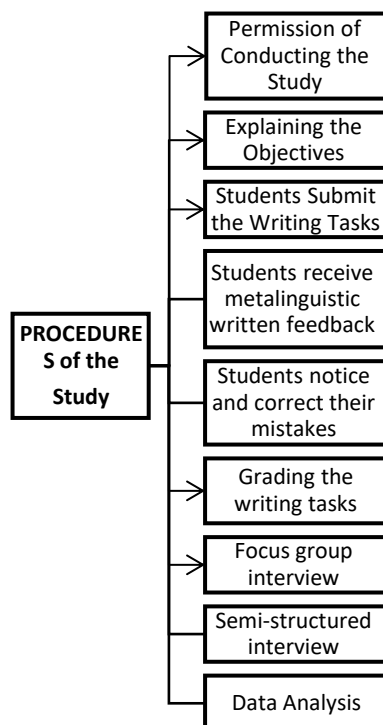 Permission of
Conducting the
Study
Explaining the
Objectives
Students Submit
the Writing Tasks
Students receive
metalinguistic
written feedback
PROCEDURE
S of the
Study
Students notice
and correct their
mistakes
Grading the
writing tasks
Focus group
interview
Semi-structured
interview
Data Analysis